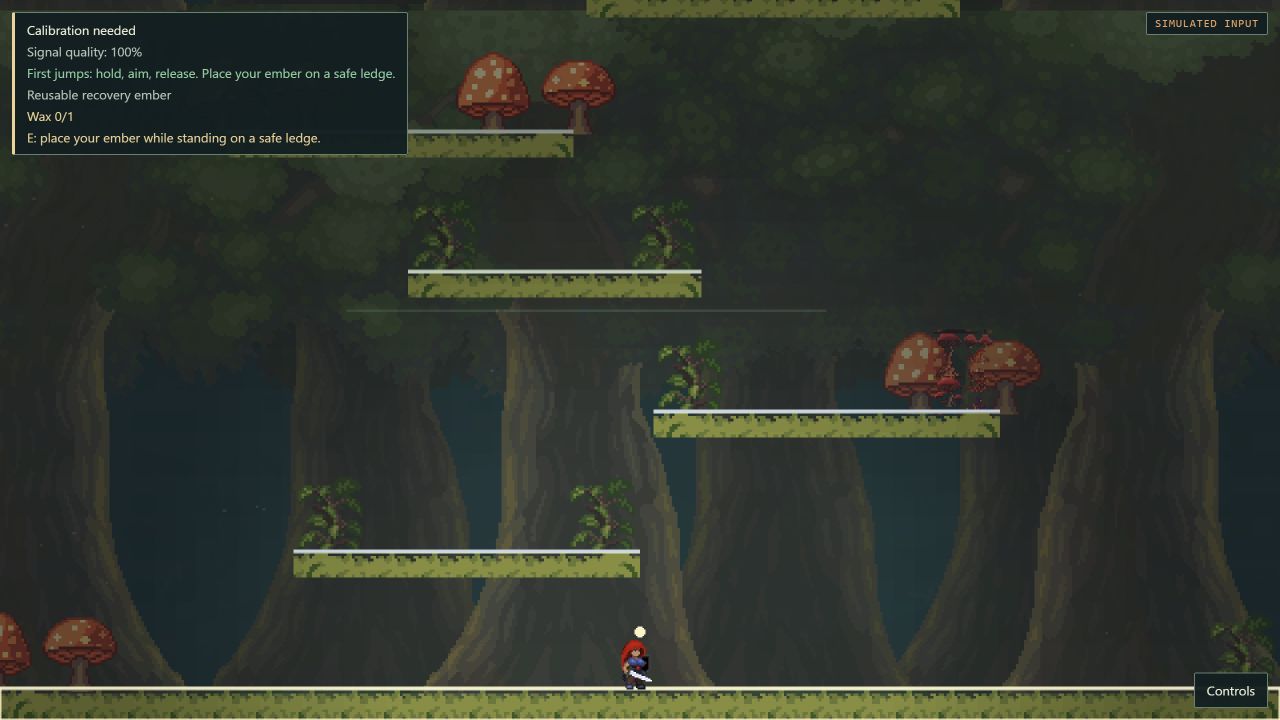 Calibration needed
Signal quality: 100%
First jumps: hold, aim, release. Place your ember on a safe ledge.
Reusable recovery ember
Wax 0/1
E: place your ember while standing on a safe ledge.
SIMULATED INPUT
Controls